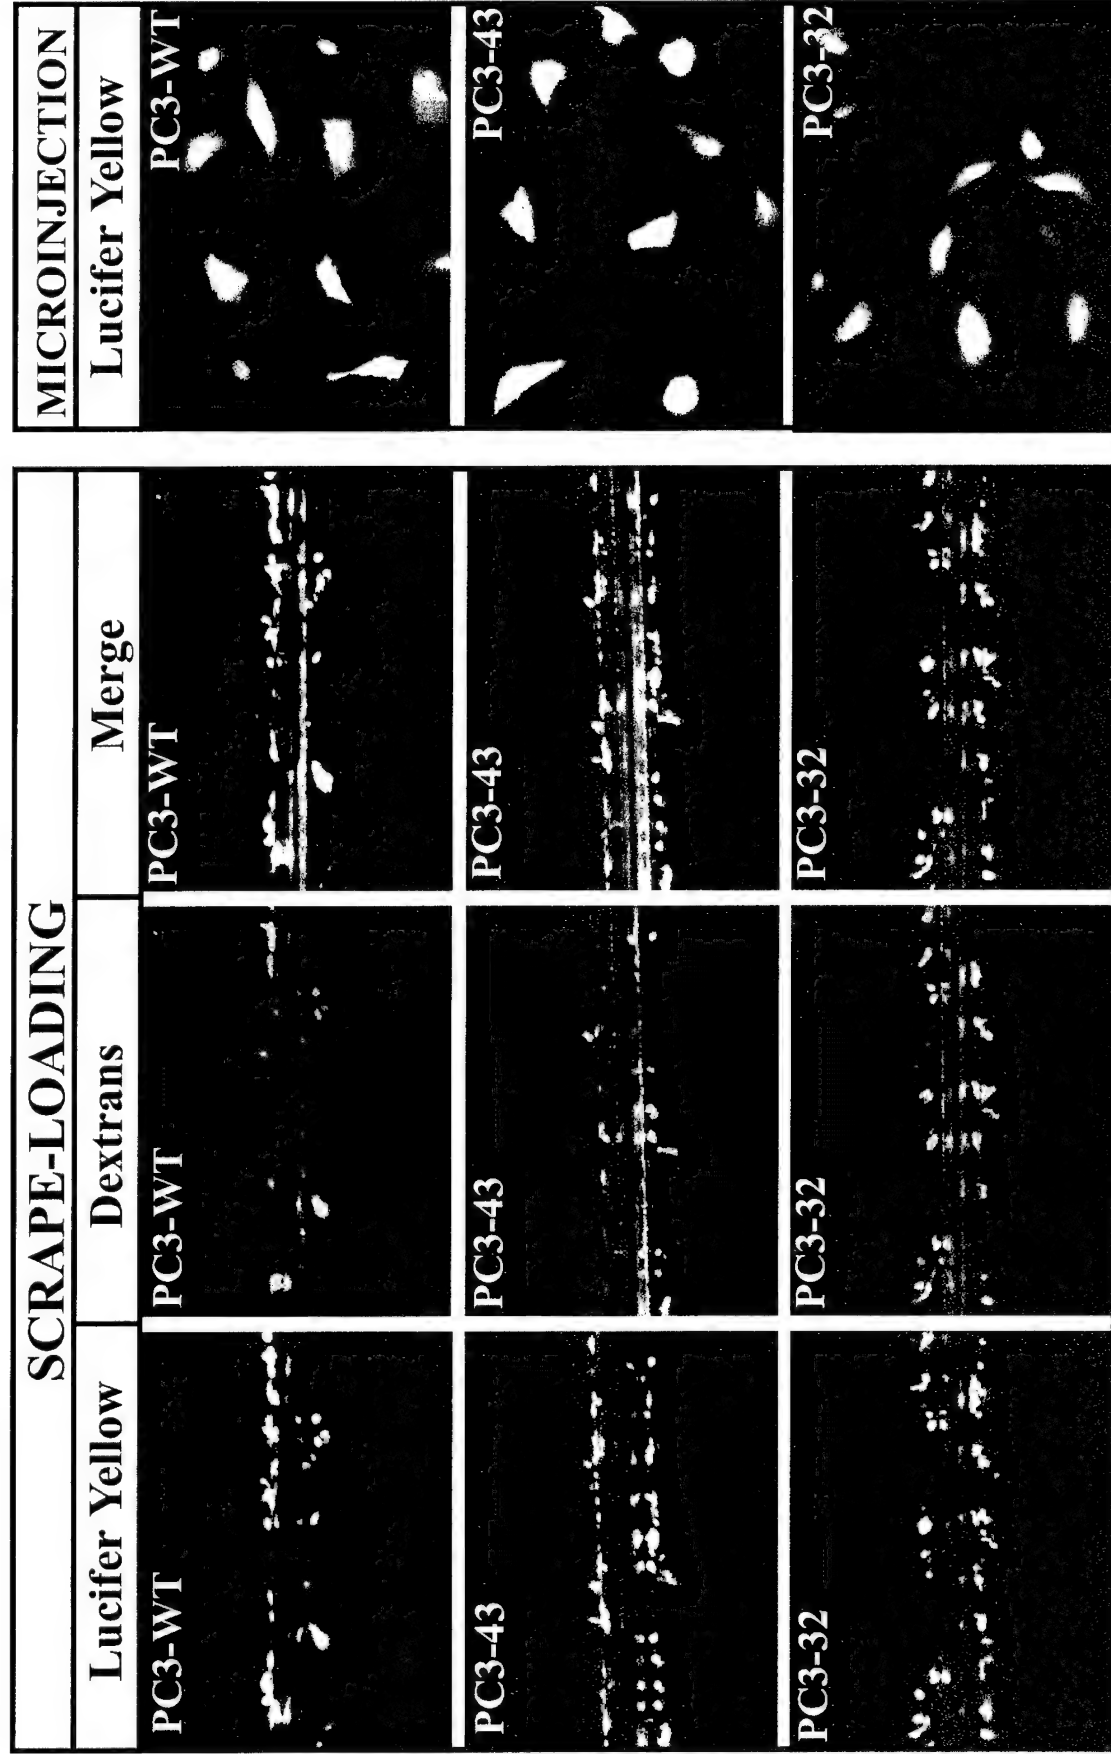 SCRAPE-LOADING
MICROINJECTION
Lucifer Yellow
Dextrans
Merge
Lucifer Yellow
PC3-WT
PC3-WT
PC3-WT
PC3-WT
PC3-43
PC3-43
PC3-43
PC3-43
PC3-32
PC3-32
PC3-32
PC3-32